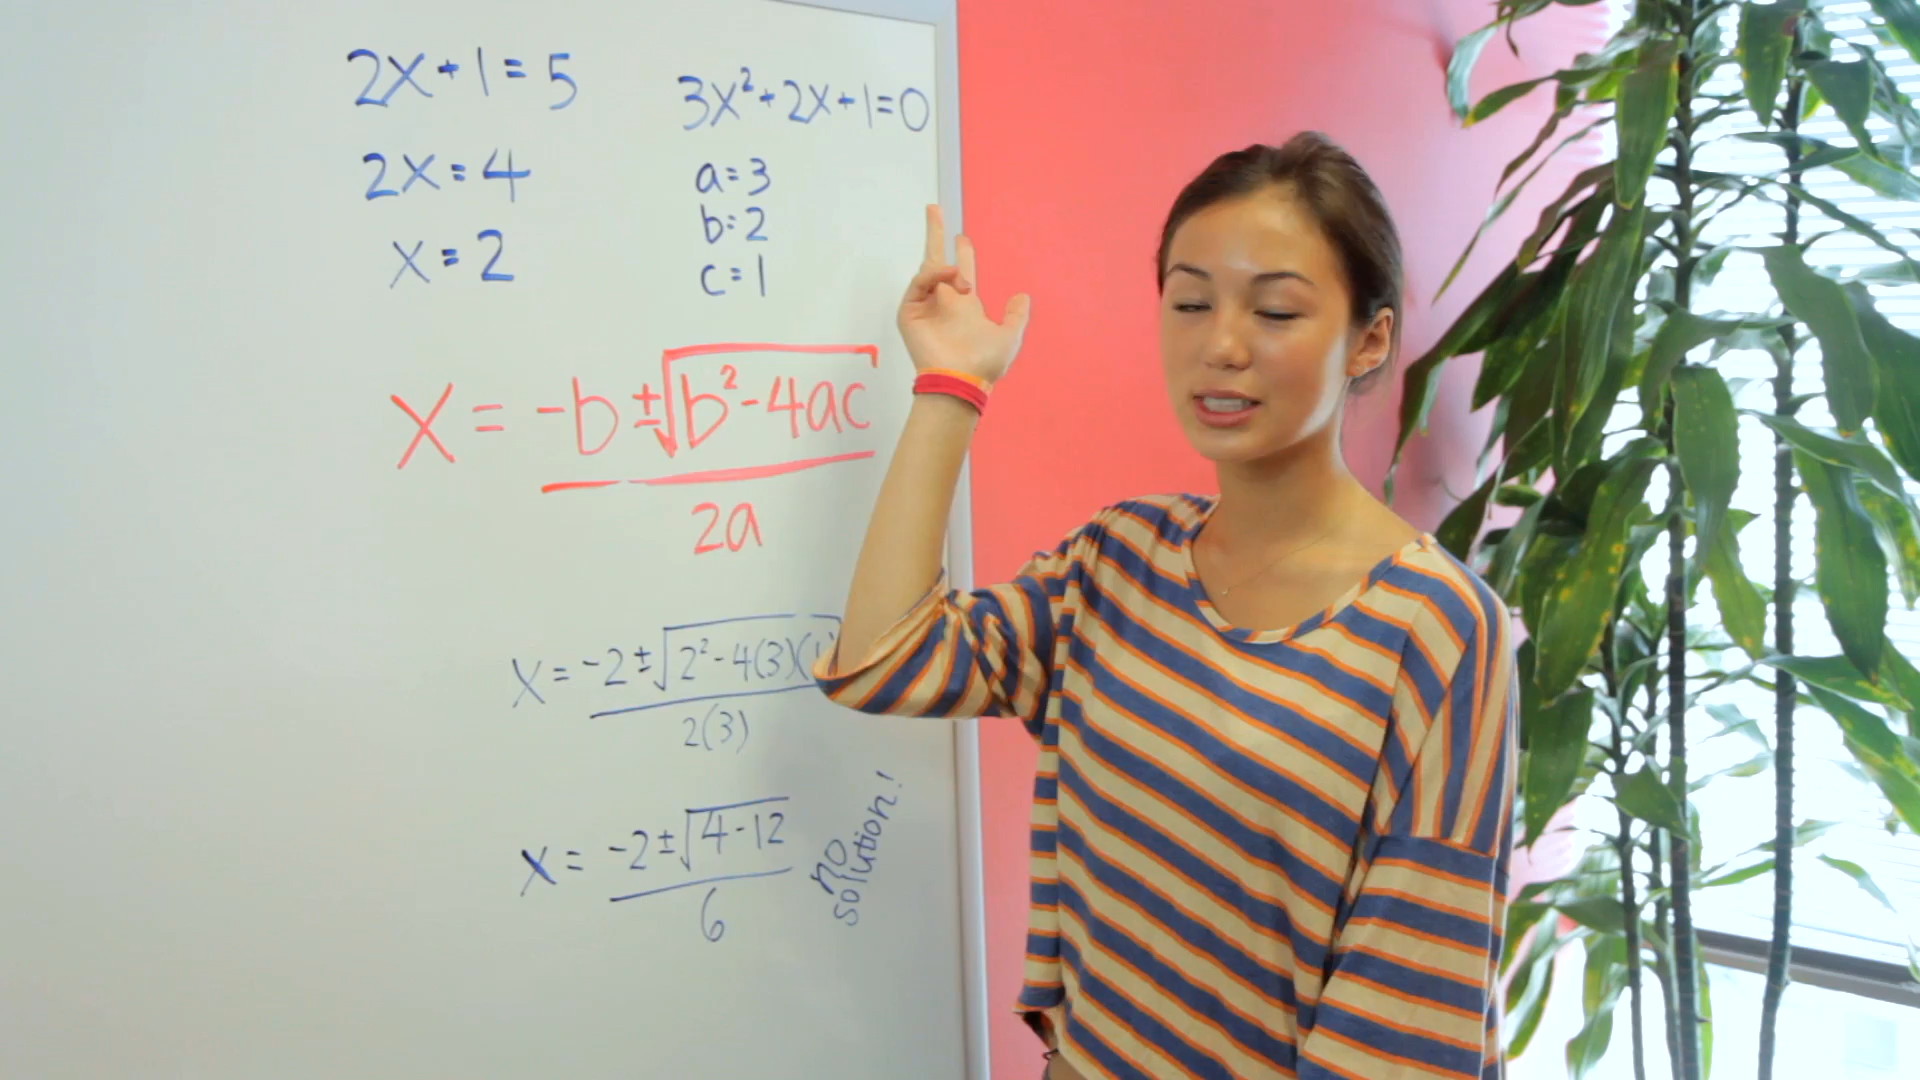 2x+1=5
2x=4
x=2
3x²+2x+1=0
a=3
b=2
c=1
x = -b ± √b²-4ac
2a
x = -2 ± √2²-4(3)(1)
2(3)
x = -2 ± √4-12
6
no
solution!